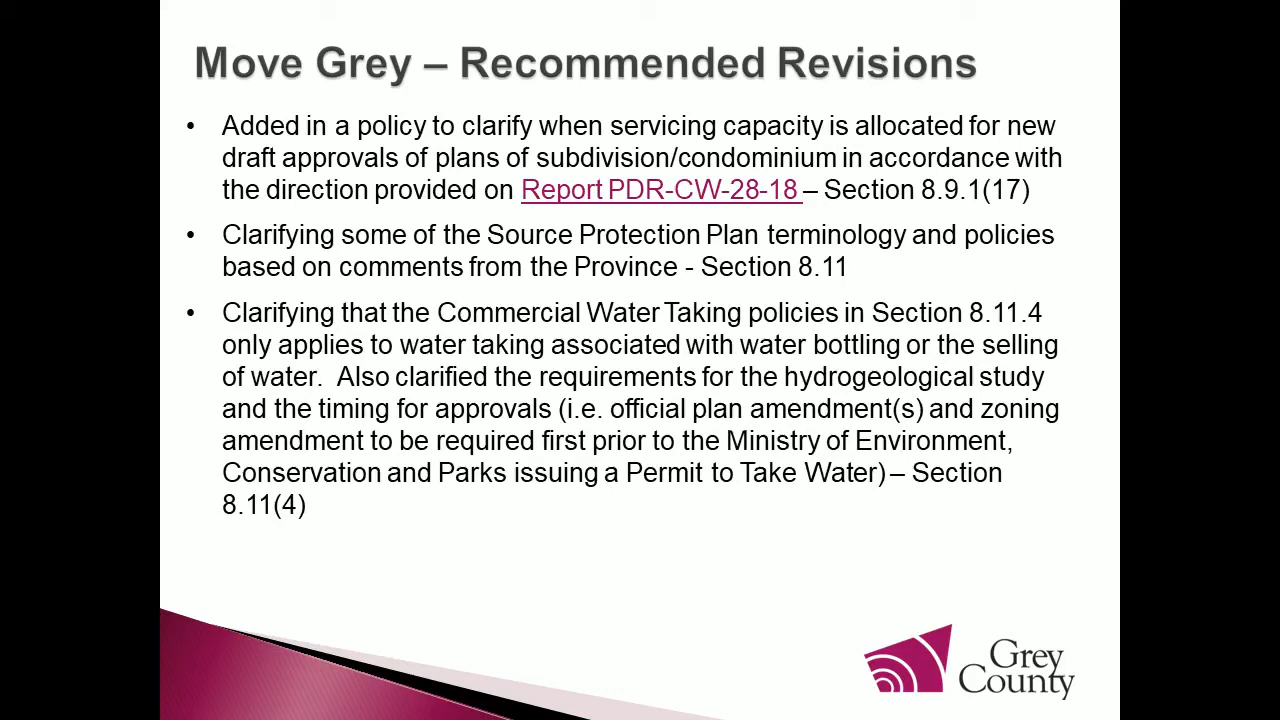 Move Grey – Recommended Revisions
• Added in a policy to clarify when servicing capacity is allocated for new
draft approvals of plans of subdivision/condominium in accordance with
the direction provided on Report PDR-CW-28-18 – Section 8.9.1(17)
• Clarifying some of the Source Protection Plan terminology and policies
based on comments from the Province - Section 8.11
• Clarifying that the Commercial Water Taking policies in Section 8.11.4
only applies to water taking associated with water bottling or the selling
of water.  Also clarified the requirements for the hydrogeological study
and the timing for approvals (i.e. official plan amendment(s) and zoning
amendment to be required first prior to the Ministry of Environment,
Conservation and Parks issuing a Permit to Take Water) – Section
8.11(4)
Grey
County